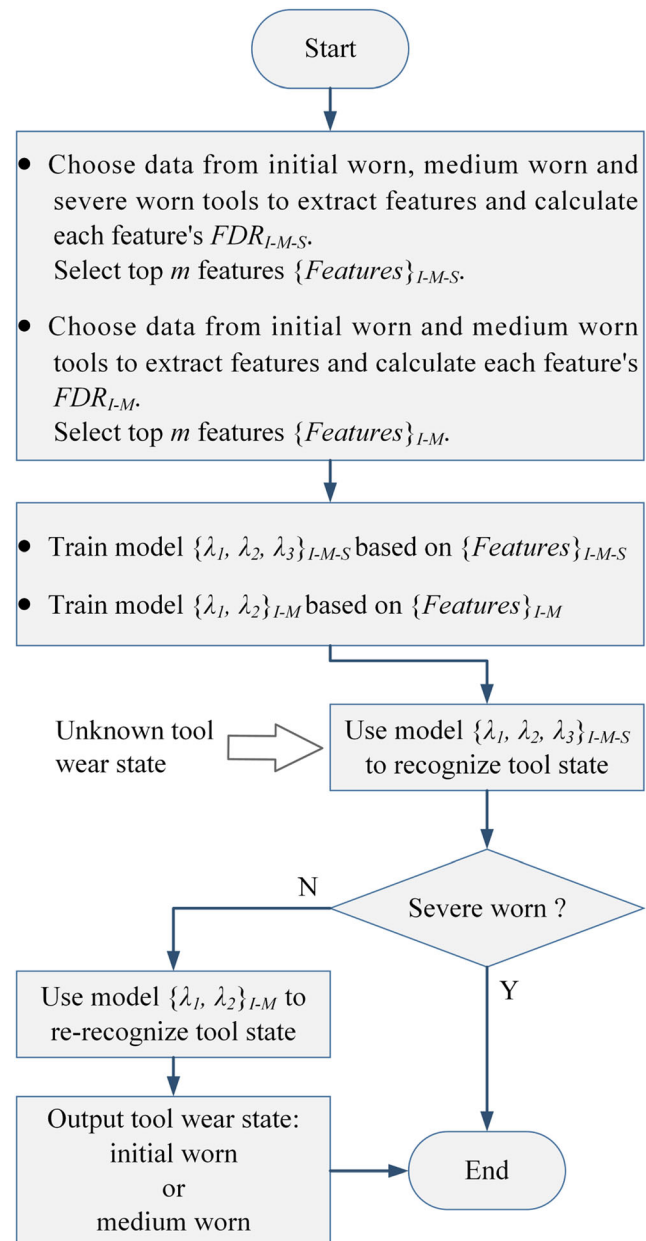 Start
● Choose data from initial worn, medium worn and
severe worn tools to extract features and calculate
each feature's FDR_{I-M-S}.
Select top m features {Features}_{I-M-S}.
● Choose data from initial worn and medium worn
tools to extract features and calculate each feature's
FDR_{I-M}.
Select top m features {Features}_{I-M}.
● Train model {λ₁, λ₂, λ₃}_{I-M-S} based on {Features}_{I-M-S}
● Train model {λ₁, λ₂}_{I-M} based on {Features}_{I-M}
Unknown tool
wear state
Use model {λ₁, λ₂, λ₃}_{I-M-S}
to recognize tool state
Severe worn ?
N
Y
Use model {λ₁, λ₂}_{I-M} to
re-recognize tool state
Output tool wear state:
initial worn
or
medium worn
End